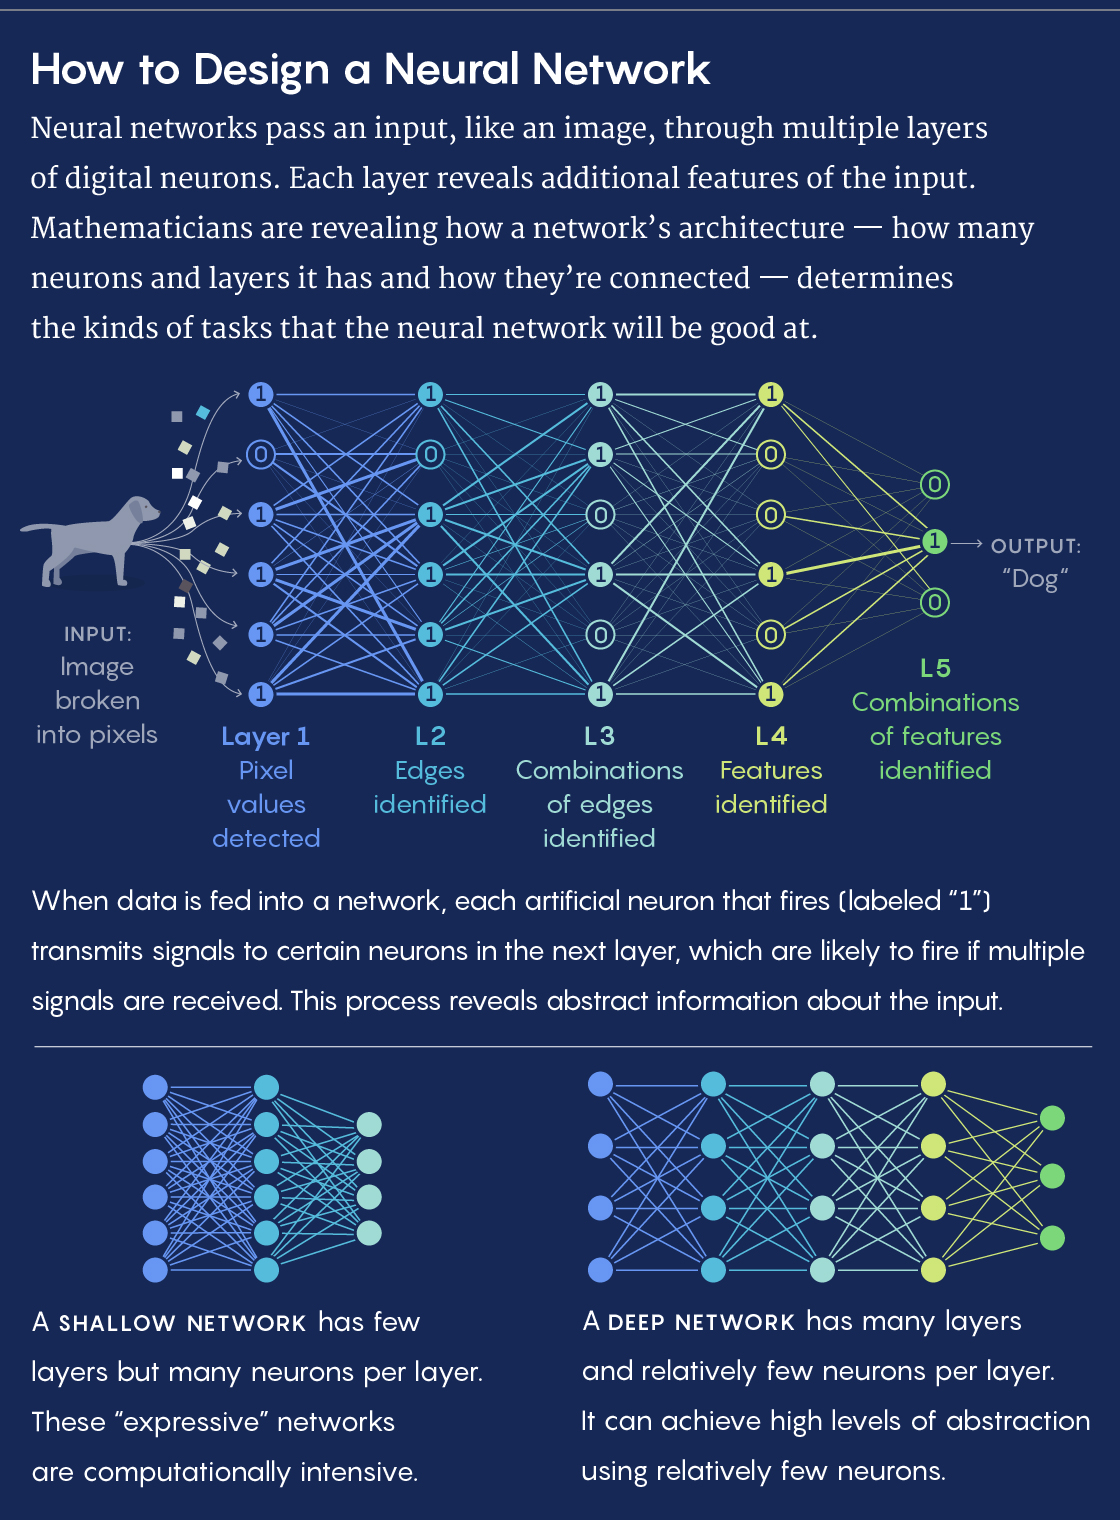 How to Design a Neural Network
Neural networks pass an input, like an image, through multiple layers
of digital neurons. Each layer reveals additional features of the input.
Mathematicians are revealing how a network’s architecture — how many
neurons and layers it has and how they’re connected — determines
the kinds of tasks that the neural network will be good at.
1 1 1 1
0 0 1 0
0
1 1 0 0
1
1 1 1 1
0
1 1 0 0
1 1 1 1
OUTPUT:
“Dog“
INPUT:
Image
broken
into pixels
Layer 1
Pixel
values
detected
L2
Edges
identified
L3
Combinations
of edges
identified
L4
Features
identified
L5
Combinations
of features
identified
When data is fed into a network, each artificial neuron that fires (labeled “1”)
transmits signals to certain neurons in the next layer, which are likely to fire if multiple
signals are received. This process reveals abstract information about the input.
A SHALLOW NETWORK has few
layers but many neurons per layer.
These “expressive” networks
are computationally intensive.
A DEEP NETWORK has many layers
and relatively few neurons per layer.
It can achieve high levels of abstraction
using relatively few neurons.